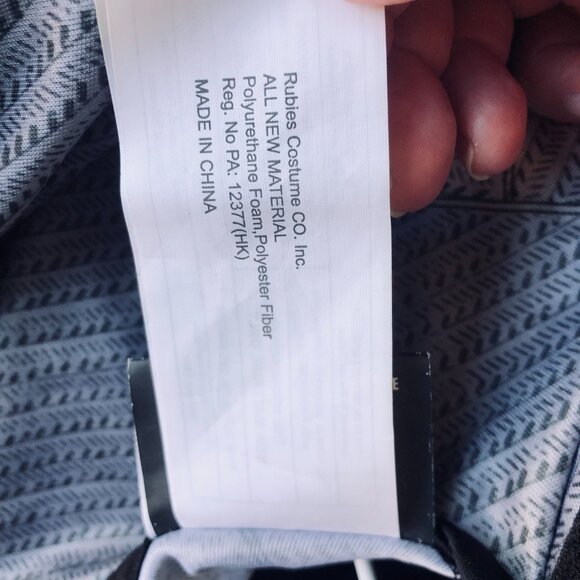 Rubies Costume CO. Inc.
ALL NEW MATERIAL
Polyurethane Foam,Polyester Fiber
Reg. No PA: 12377(HK)
MADE IN CHINA